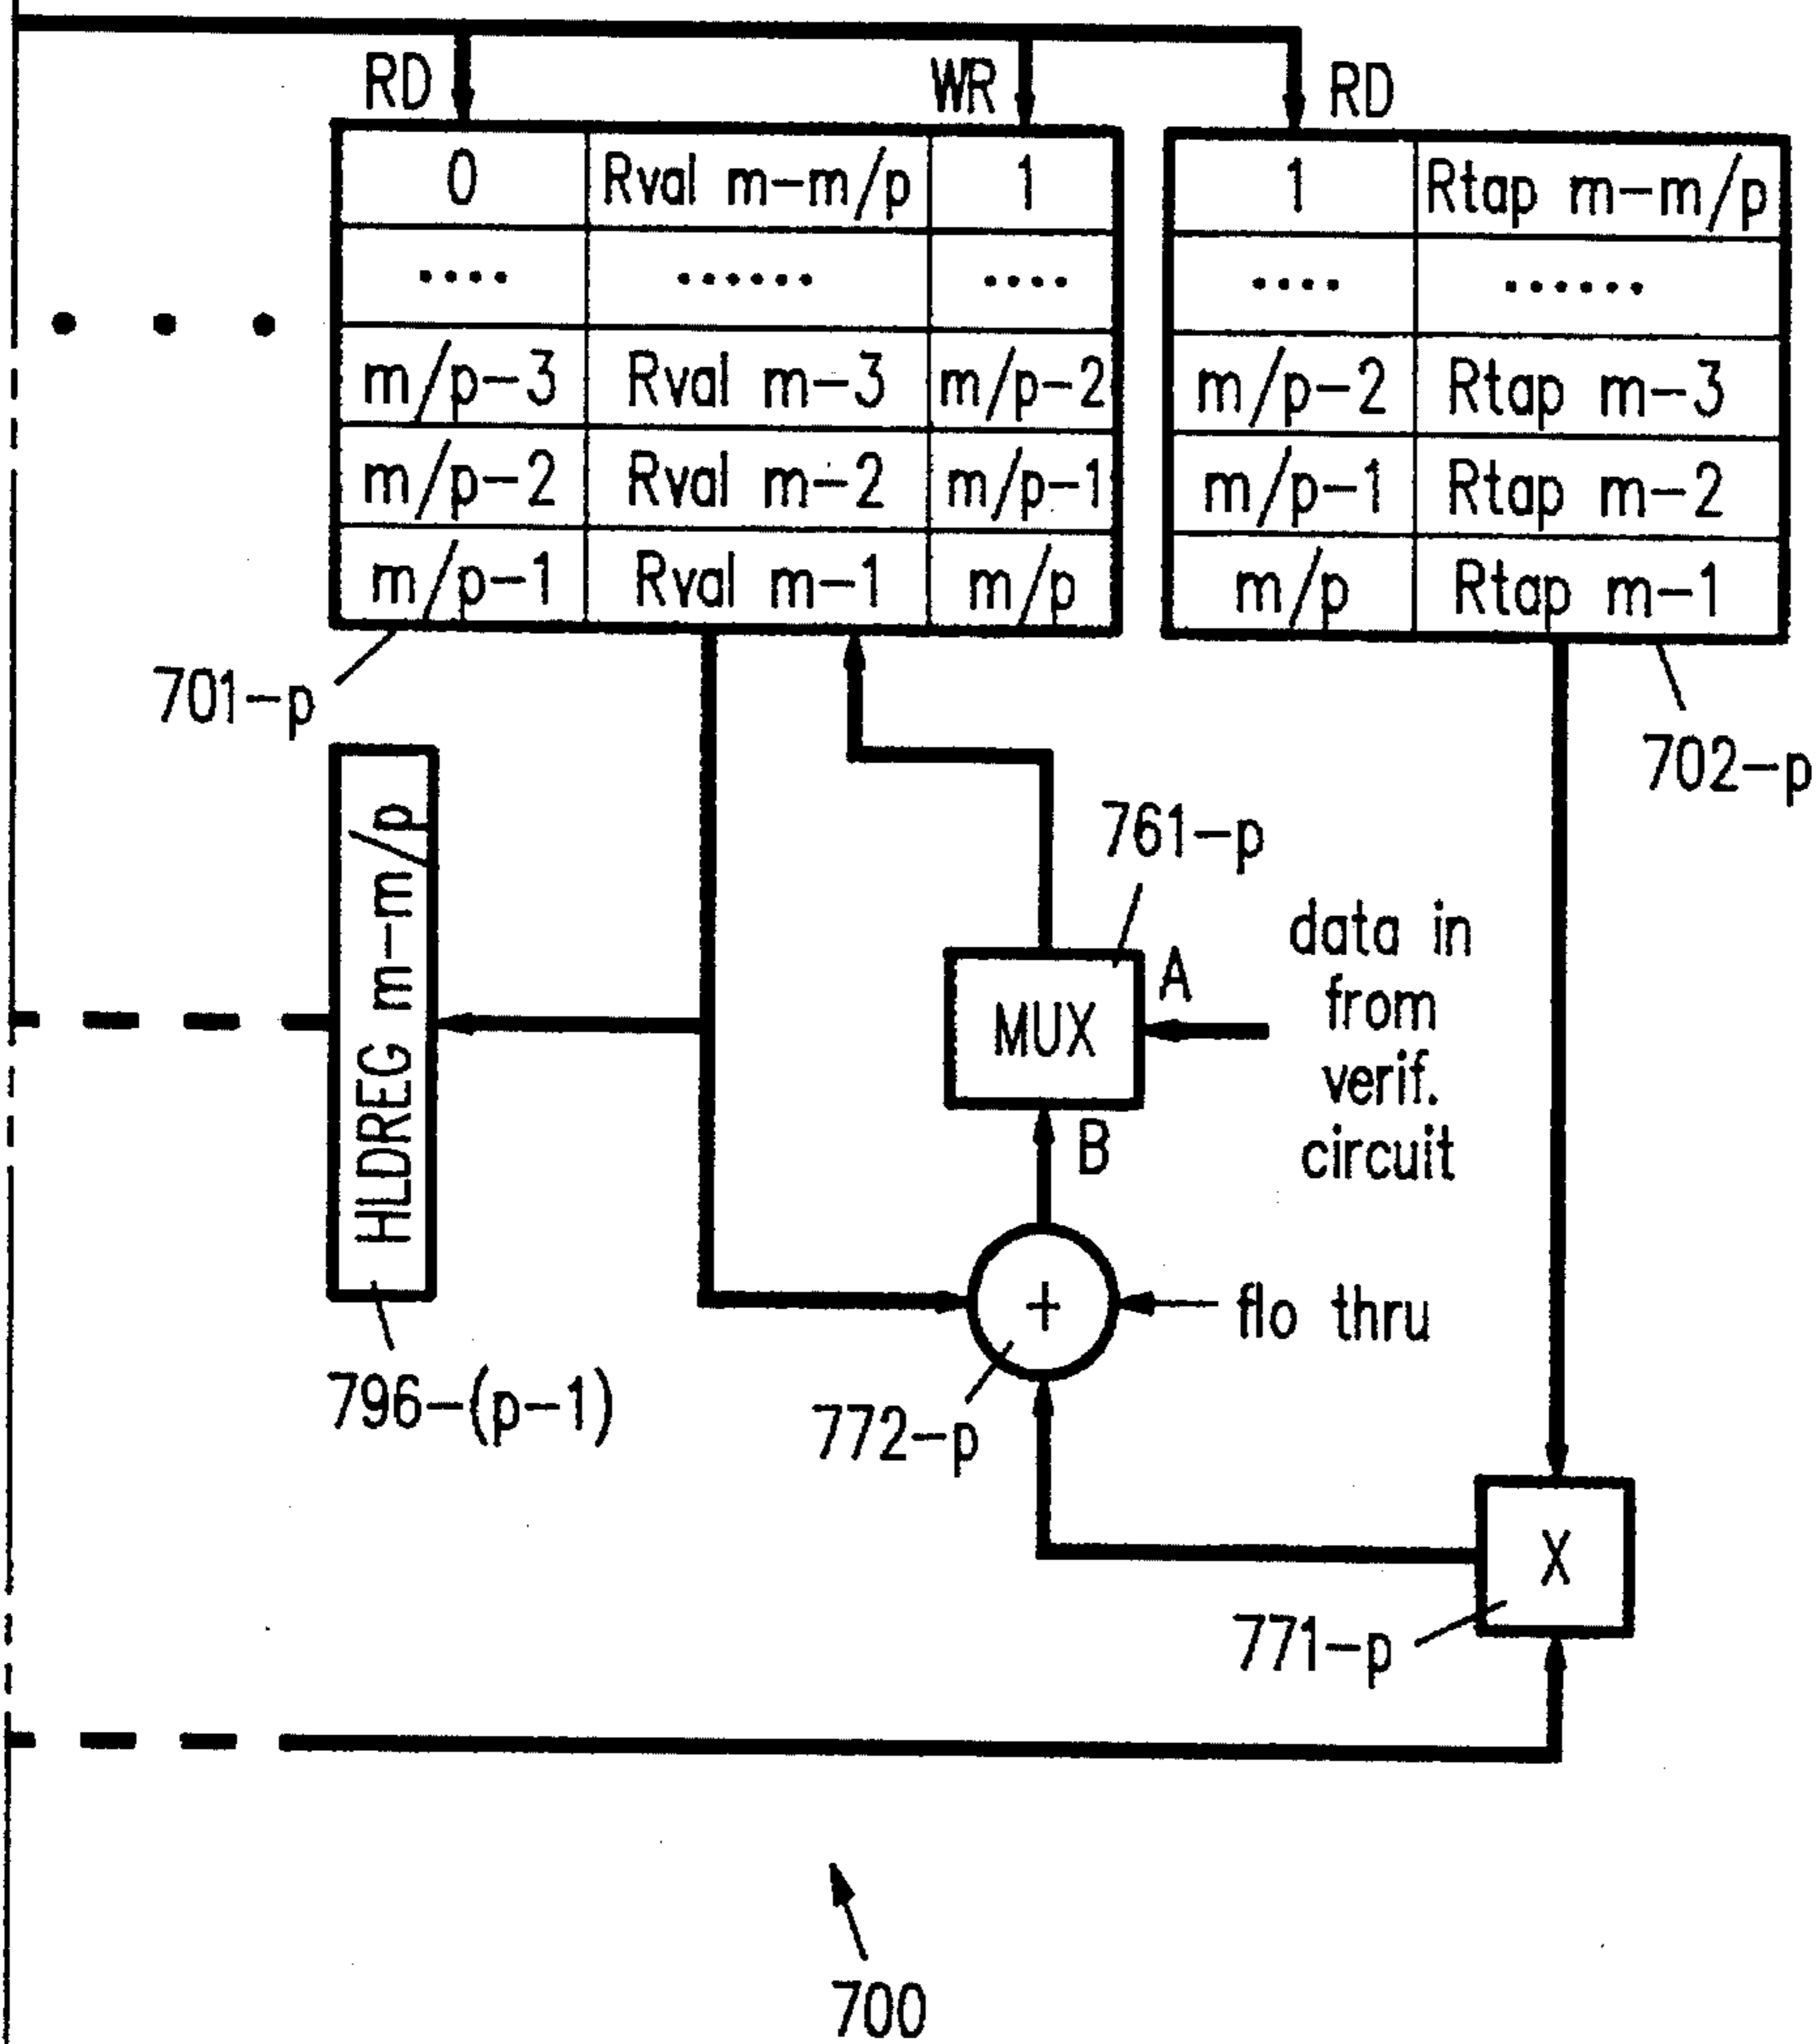 RD WR RD
0 Rval m-m/p 1 1 Rtap m-m/p
.... ...... .... .... ......
m/p-3 Rval m-3 m/p-2 m/p-2 Rtap m-3
m/p-2 Rval m-2 m/p-1 m/p-1 Rtap m-2
m/p-1 Rval m-1 m/p m/p Rtap m-1
701-p
702-p
HLDREG m-m/p
761-p
data in
from
verif.
circuit
A
MUX
B
+
flo thru
796-(p-1)
772-p
X
771-p
700